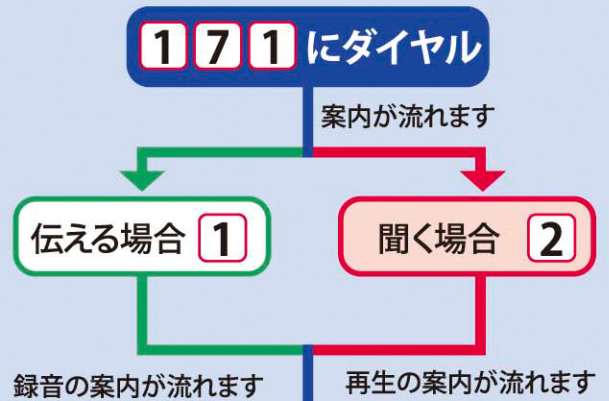 171にダイヤル
案内が流れます
伝える場合 1
聞く場合 2
録音の案内が流れます
再生の案内が流れます